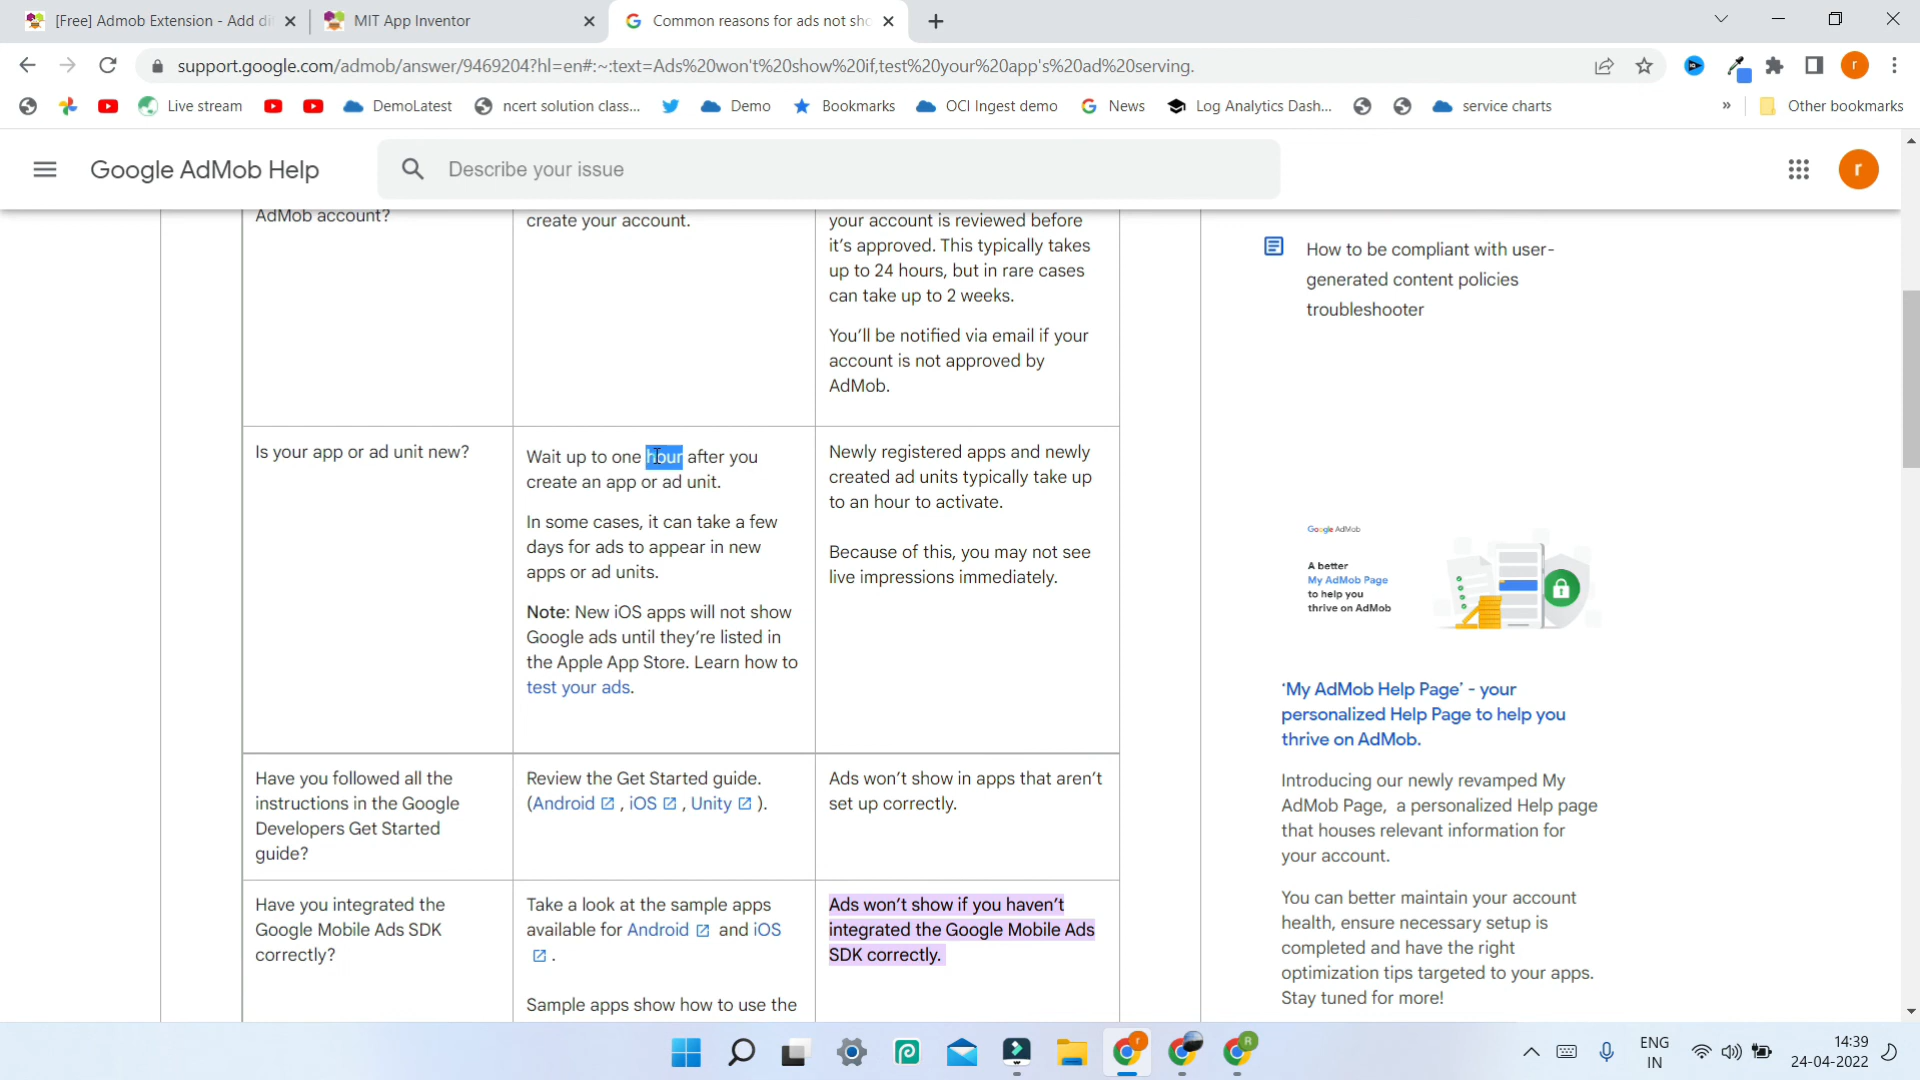 [Free] Admob Extension - Add di
MIT App Inventor
Common reasons for ads not sho
support.google.com/admob/answer/9469204?hl=en#:~:text=Ads%20won't%20show%20if,test%20your%20app's%20ad%20serving.
Live stream
DemoLatest
ncert solution class...
Demo
Bookmarks
OCI Ingest demo
News
Log Analytics Dash...
service charts
»
Other bookmarks
Google AdMob Help
Describe your issue
r
AdMob account?
create your account.
your account is reviewed before
it's approved. This typically takes
up to 24 hours, but in rare cases
can take up to 2 weeks.
You'll be notified via email if your
account is not approved by
AdMob.
Is your app or ad unit new?
Wait up to one hour after you
create an app or ad unit.
In some cases, it can take a few
days for ads to appear in new
apps or ad units.
Note: New iOS apps will not show
Google ads until they're listed in
the Apple App Store. Learn how to
test your ads.
Newly registered apps and newly
created ad units typically take up
to an hour to activate.
Because of this, you may not see
live impressions immediately.
Have you followed all the
instructions in the Google
Developers Get Started
guide?
Review the Get Started guide.
(Android , iOS , Unity ).
Ads won't show in apps that aren't
set up correctly.
Have you integrated the
Google Mobile Ads SDK
correctly?
Take a look at the sample apps
available for Android and iOS
.
Sample apps show how to use the
Ads won't show if you haven't
integrated the Google Mobile Ads
SDK correctly.
How to be compliant with user-
generated content policies
troubleshooter
Google AdMob
A better
My AdMob Page
to help you
thrive on AdMob
'My AdMob Help Page' - your
personalized Help Page to help you
thrive on AdMob.
Introducing our newly revamped My
AdMob Page, a personalized Help page
that houses relevant information for
your account.
You can better maintain your account
health, ensure necessary setup is
completed and have the right
optimization tips targeted to your apps.
Stay tuned for more!
ENG
IN
14:39
24-04-2022